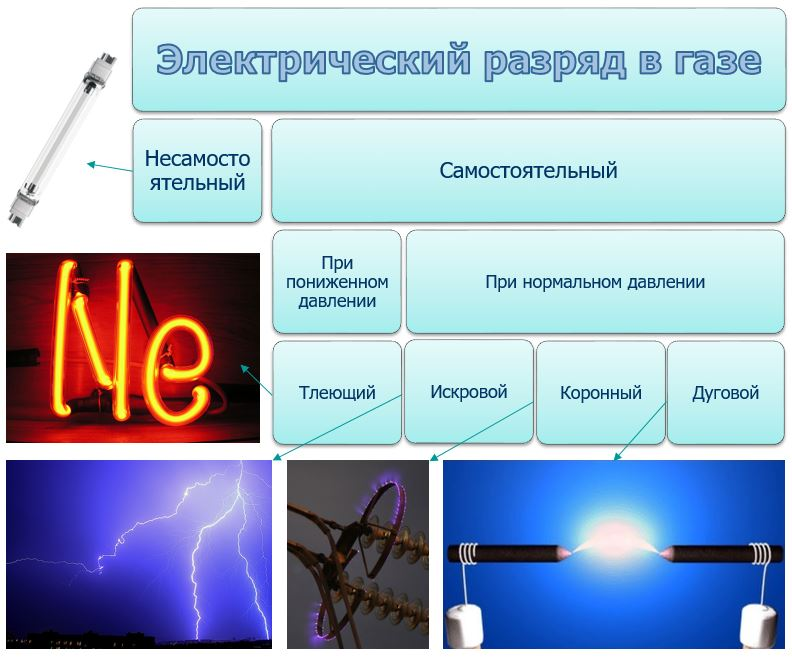 Электрический разряд в газе
Несамосто
ятельный
Самостоятельный
При
пониженном
давлении
При нормальном давлении
Тлеющий
Искровой
Коронный
Дуговой
Ne